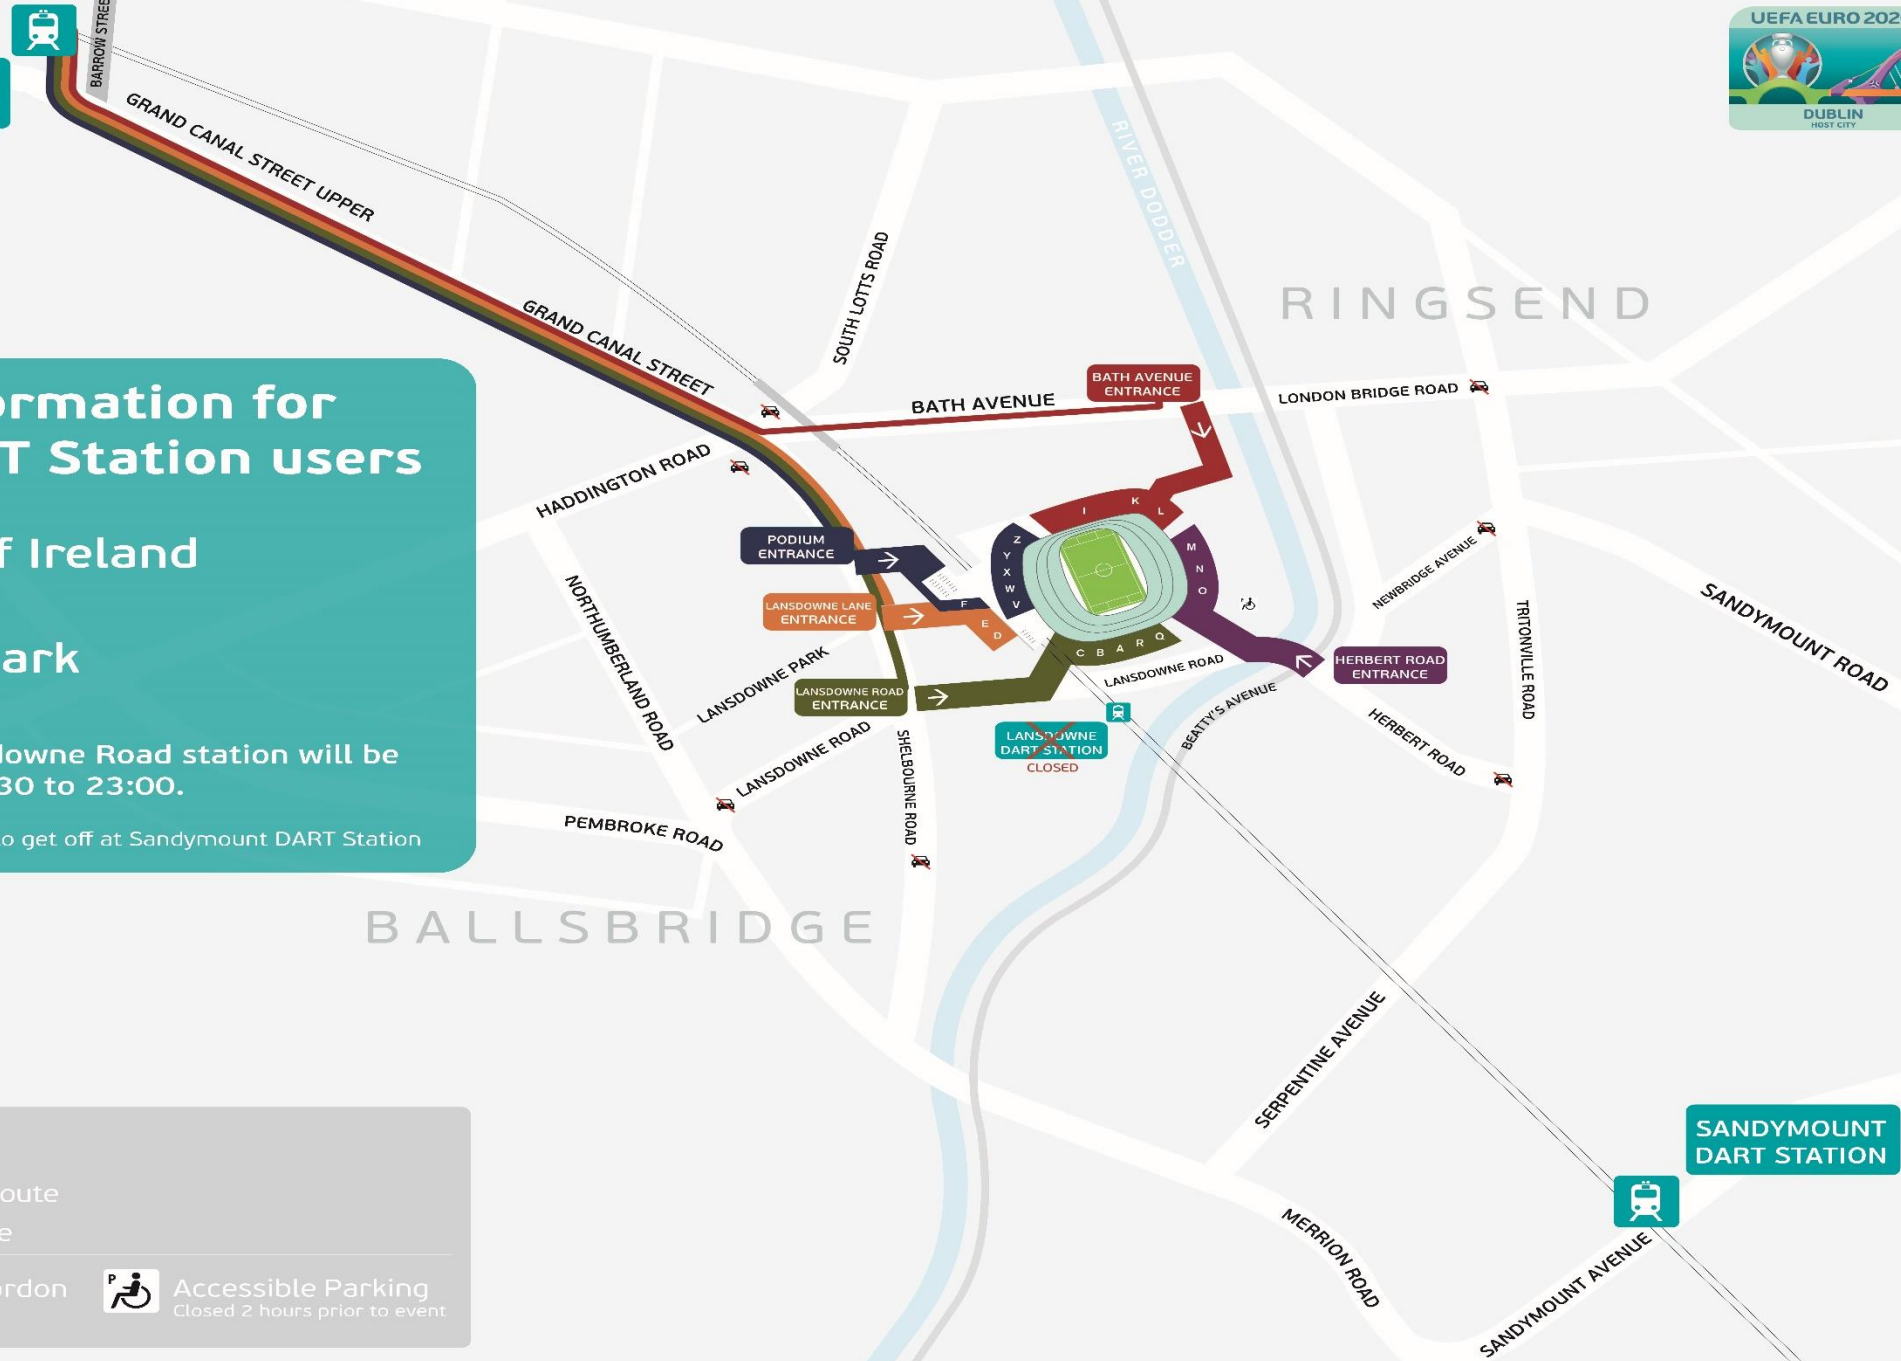 BARROW STREE
UEFA EURO 202
DUBLIN
HOST CITY
GRAND CANAL STREET UPPER
RIVER DODDER
SOUTH LOTTS ROAD
RINGSEND
GRAND CANAL STREET
BATH AVENUE
ENTRANCE
BATH AVENUE
LONDON BRIDGE ROAD
ormation for
T Station users
f Ireland
ark
downe Road station will be
30 to 23:00.
o get off at Sandymount DART Station
HADDINGTON ROAD
I
K
L
PODIUM
ENTRANCE
Z
Y
X
W
V
M
N
O
F
LANSDOWNE LANE
ENTRANCE
E
D
C B A R Q
NEWBRIDGE AVENUE
SANDYMOUNT ROAD
NORTHUMBERLAND ROAD
LANSDOWNE PARK
TRITONVILLE ROAD
LANSDOWNE ROAD
HERBERT ROAD
ENTRANCE
LANSDOWNE ROAD
ENTRANCE
BEATTY'S AVENUE
HERBERT ROAD
LANSDOWNE
DART STATION
CLOSED
LANSDOWNE ROAD
SHELBOURNE ROAD
PEMBROKE ROAD
BALLSBRIDGE
SERPENTINE AVENUE
SANDYMOUNT
DART STATION
MERRION ROAD
SANDYMOUNT AVENUE
oute
e
rdon
P
Accessible Parking
Closed 2 hours prior to event